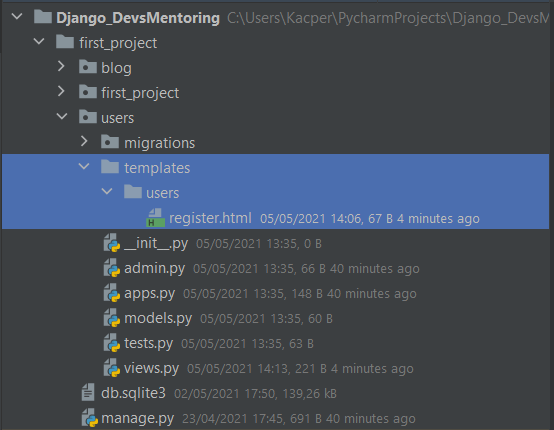 Django_DevsMentoring C:\Users\Kacper\PycharmProjects\Django_DevsM
first_project
blog
first_project
users
migrations
templates
users
register.html 05/05/2021 14:06, 67 B 4 minutes ago
__init__.py 05/05/2021 13:35, 0 B
admin.py 05/05/2021 13:35, 66 B 40 minutes ago
apps.py 05/05/2021 13:35, 148 B 40 minutes ago
models.py 05/05/2021 13:35, 60 B
tests.py 05/05/2021 13:35, 63 B
views.py 05/05/2021 14:13, 221 B 4 minutes ago
db.sqlite3 02/05/2021 17:50, 139,26 kB
manage.py 23/04/2021 17:45, 691 B 40 minutes ago